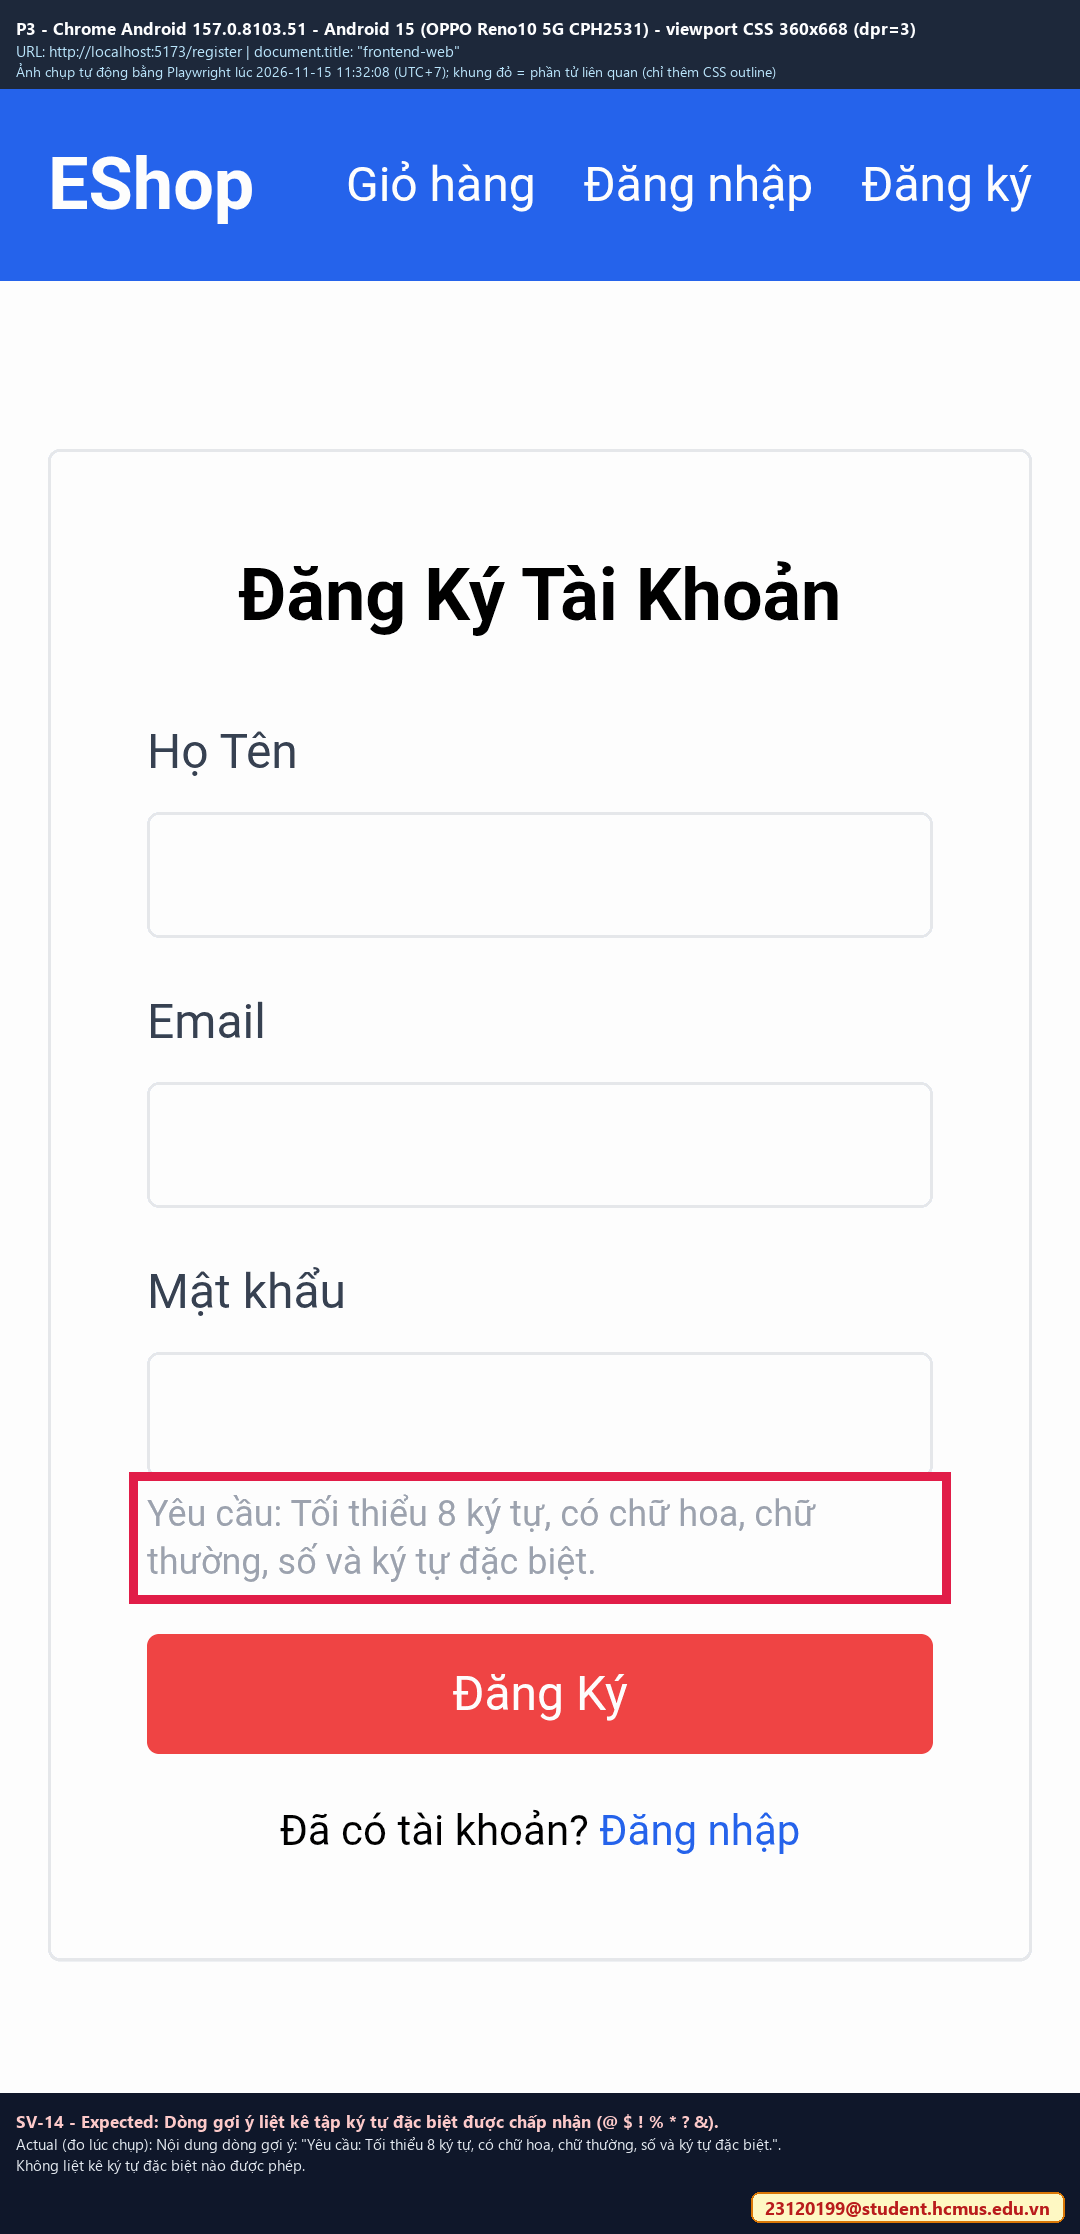 P3 - Chrome Android 157.0.8103.51 - Android 15 (OPPO Reno10 5G CPH2531) - viewport CSS 360x668 (dpr=3)
URL: http://localhost:5173/register | document.title: "frontend-web"
Ảnh chụp tự động bằng Playwright lúc 2026-11-15 11:32:08 (UTC+7); khung đỏ = phần tử liên quan (chỉ thêm CSS outline)
EShop Giỏ hàng Đăng nhập Đăng ký
Đăng Ký Tài Khoản
Họ Tên
Email
Mật khẩu
Yêu cầu: Tối thiểu 8 ký tự, có chữ hoa, chữ
thường, số và ký tự đặc biệt.
Đăng Ký
Đã có tài khoản? Đăng nhập
SV-14 - Expected: Dòng gợi ý liệt kê tập ký tự đặc biệt được chấp nhận (@ $ ! % * ? &).
Actual (đo lúc chụp): Nội dung dòng gợi ý: "Yêu cầu: Tối thiểu 8 ký tự, có chữ hoa, chữ thường, số và ký tự đặc biệt.".
Không liệt kê ký tự đặc biệt nào được phép.
23120199@student.hcmus.edu.vn